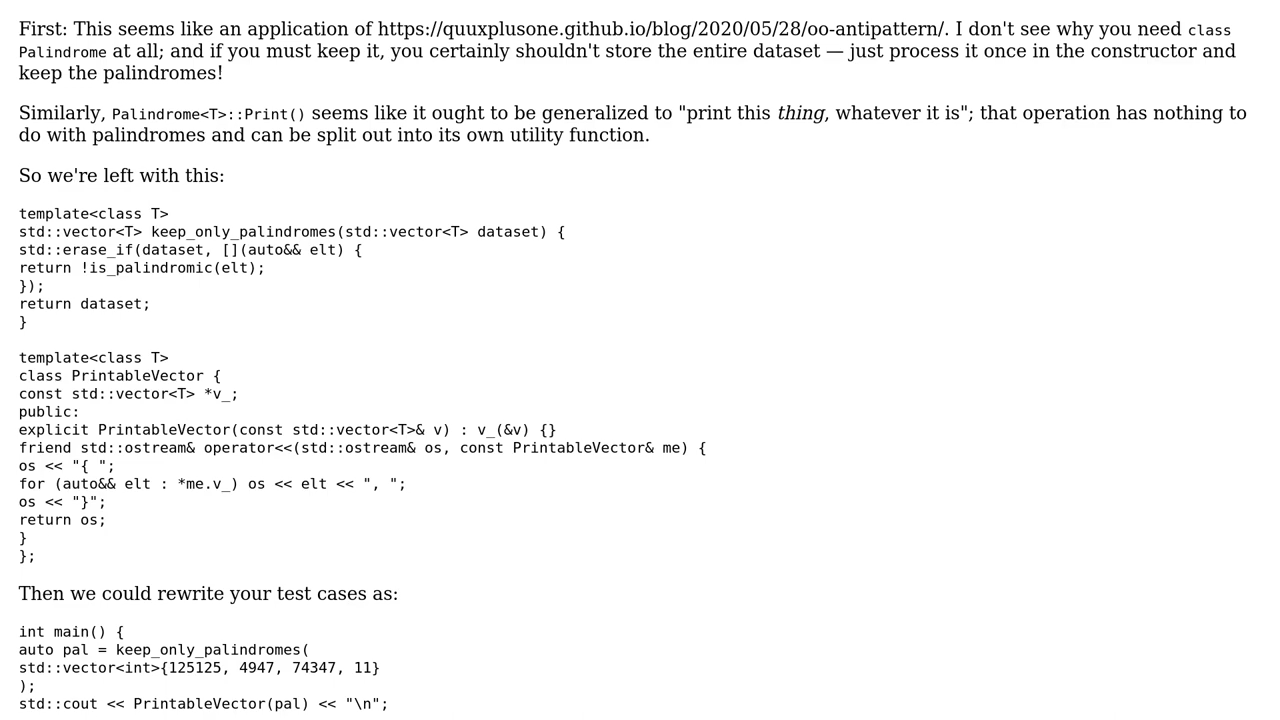 First: This seems like an application of https://quuxplusone.github.io/blog/2020/05/28/oo-antipattern/. I don't see why you need class
Palindrome at all; and if you must keep it, you certainly shouldn't store the entire dataset — just process it once in the constructor and
keep the palindromes!
Similarly, Palindrome<T>::Print() seems like it ought to be generalized to "print this thing, whatever it is"; that operation has nothing to
do with palindromes and can be split out into its own utility function.
So we're left with this:
template<class T>
std::vector<T> keep_only_palindromes(std::vector<T> dataset) {
std::erase_if(dataset, [](auto&& elt) {
return !is_palindromic(elt);
});
return dataset;
}
template<class T>
class PrintableVector {
const std::vector<T> *v_;
public:
explicit PrintableVector(const std::vector<T>& v) : v_(&v) {}
friend std::ostream& operator<<(std::ostream& os, const PrintableVector& me) {
os << "{ ";
for (auto&& elt : *me.v_) os << elt << ", ";
os << "}";
return os;
}
};
Then we could rewrite your test cases as:
int main() {
auto pal = keep_only_palindromes(
std::vector<int>{125125, 4947, 74347, 11}
);
std::cout << PrintableVector(pal) << "\n";